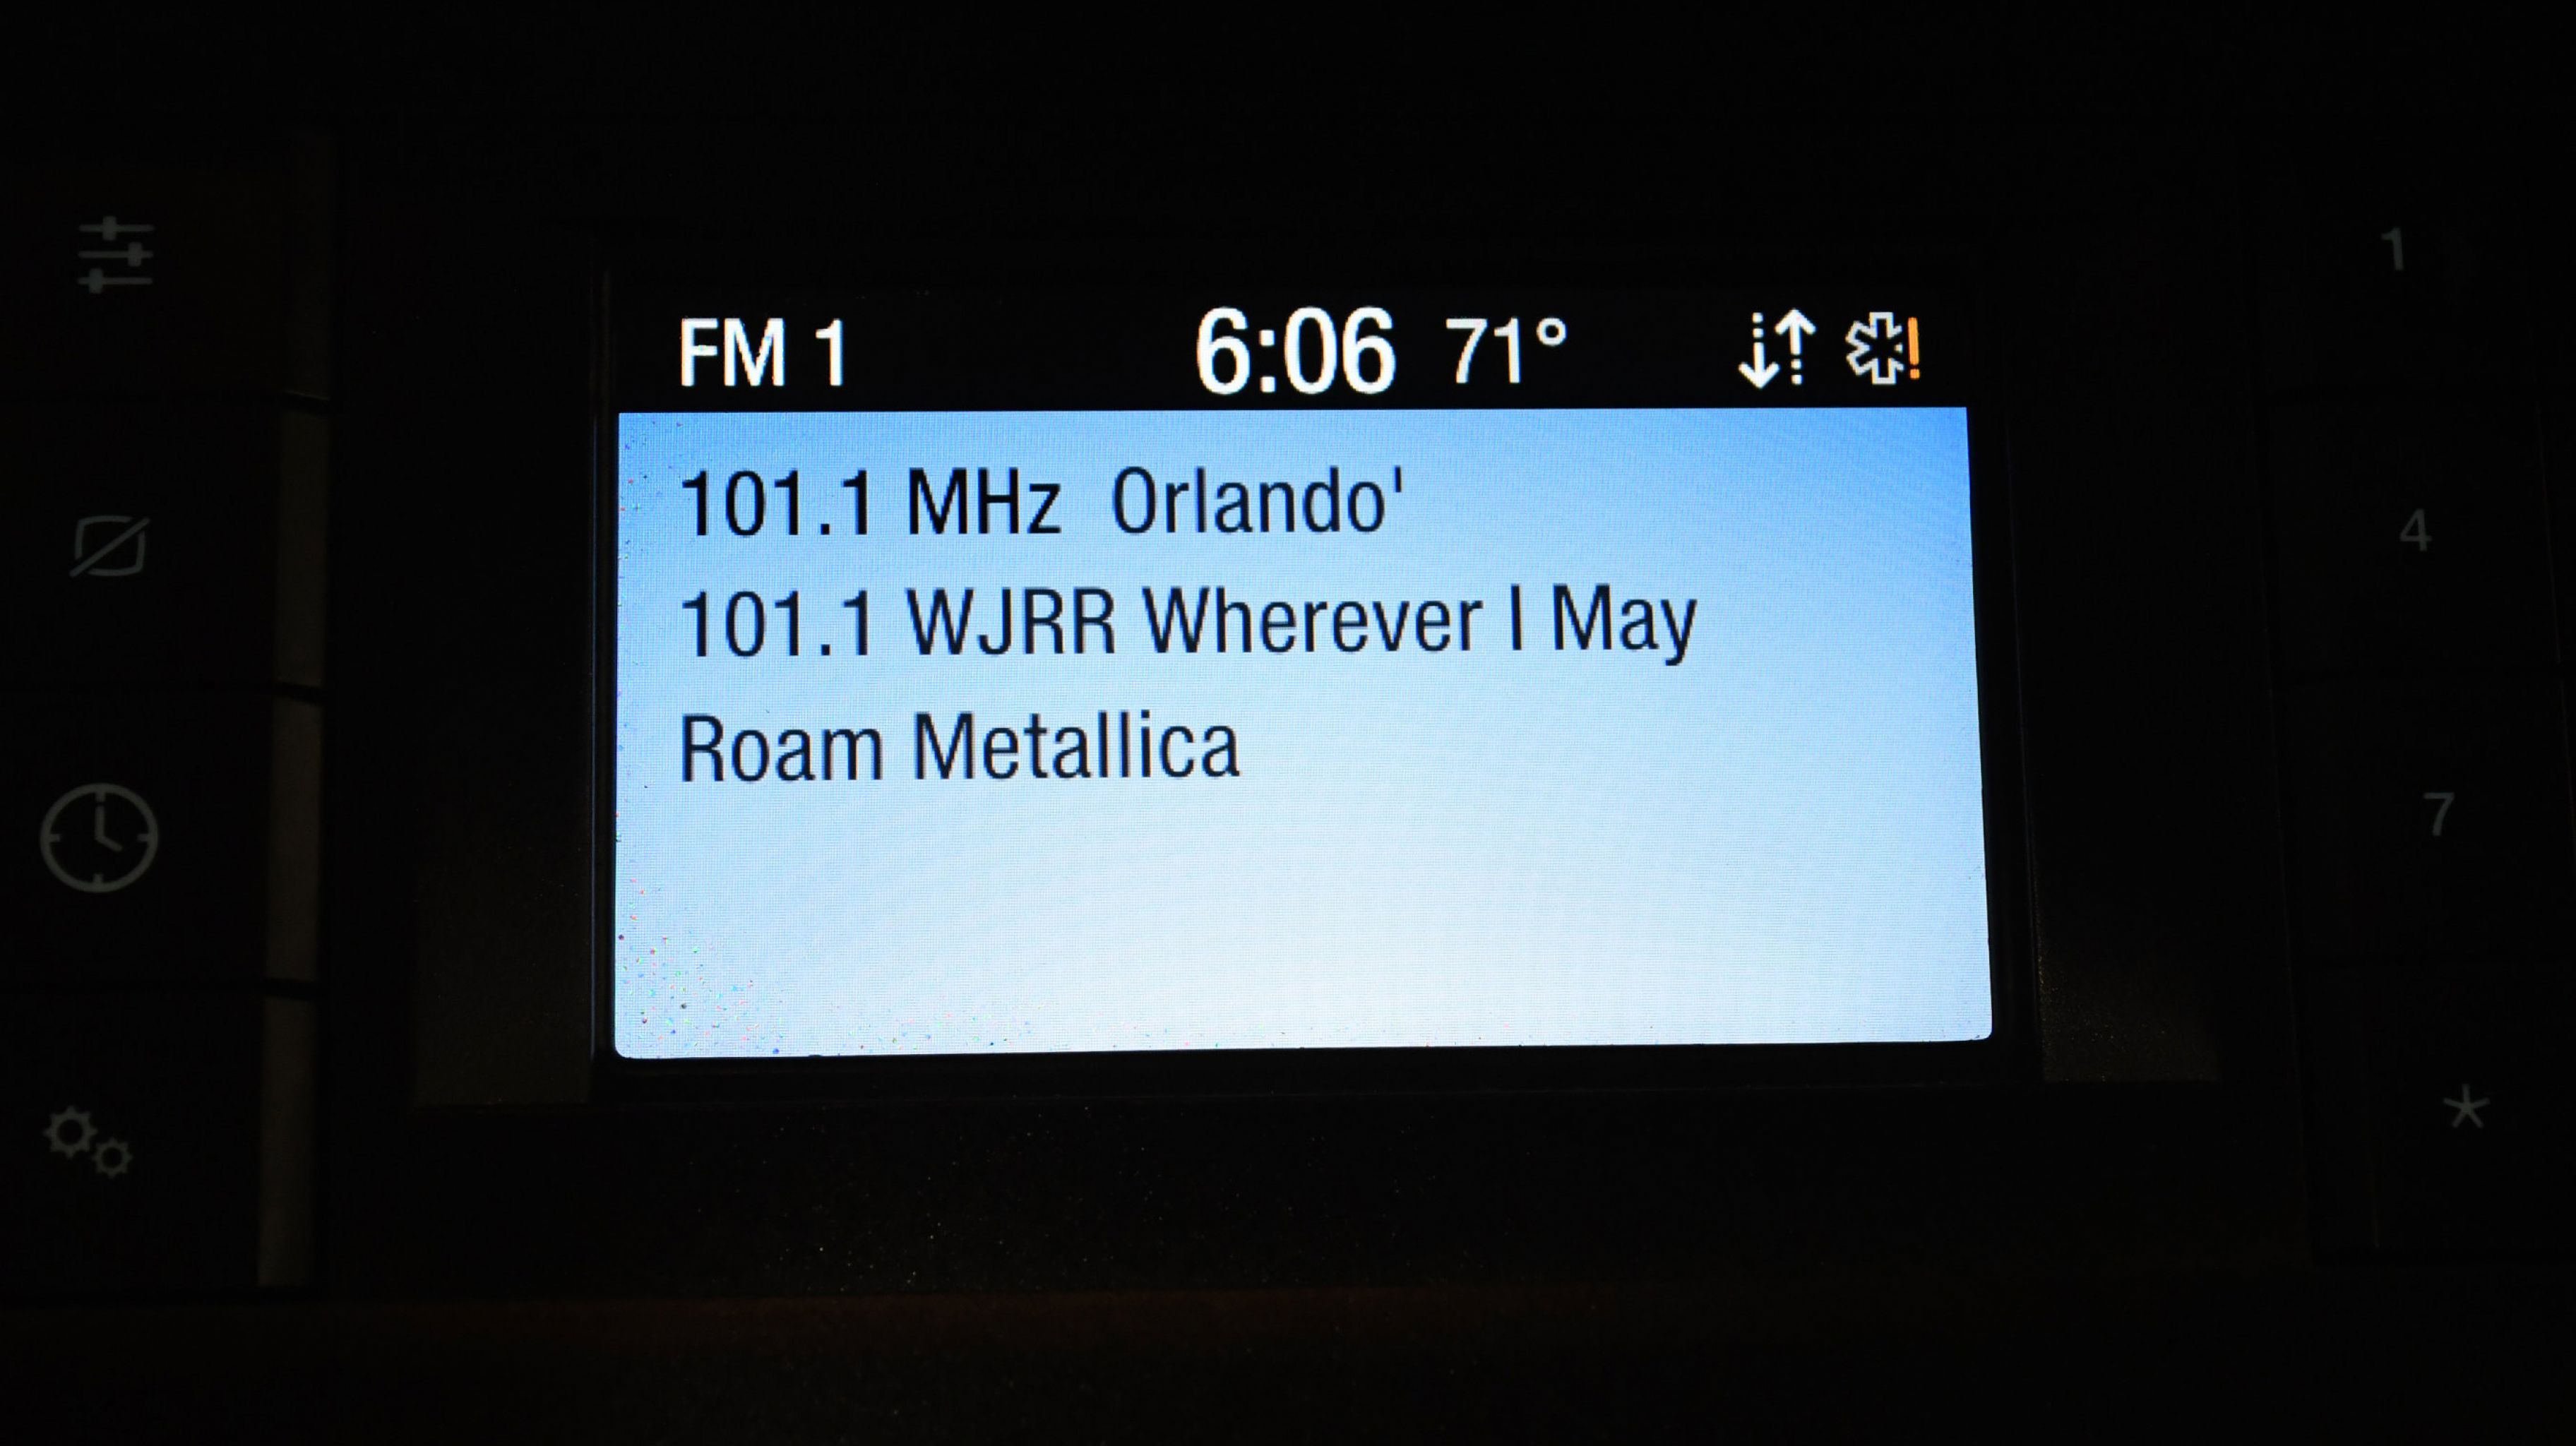 FM 1 6:06 71°
101.1 MHz Orlando'
101.1 WJRR Wherever I May
Roam Metallica
1
4
7
*